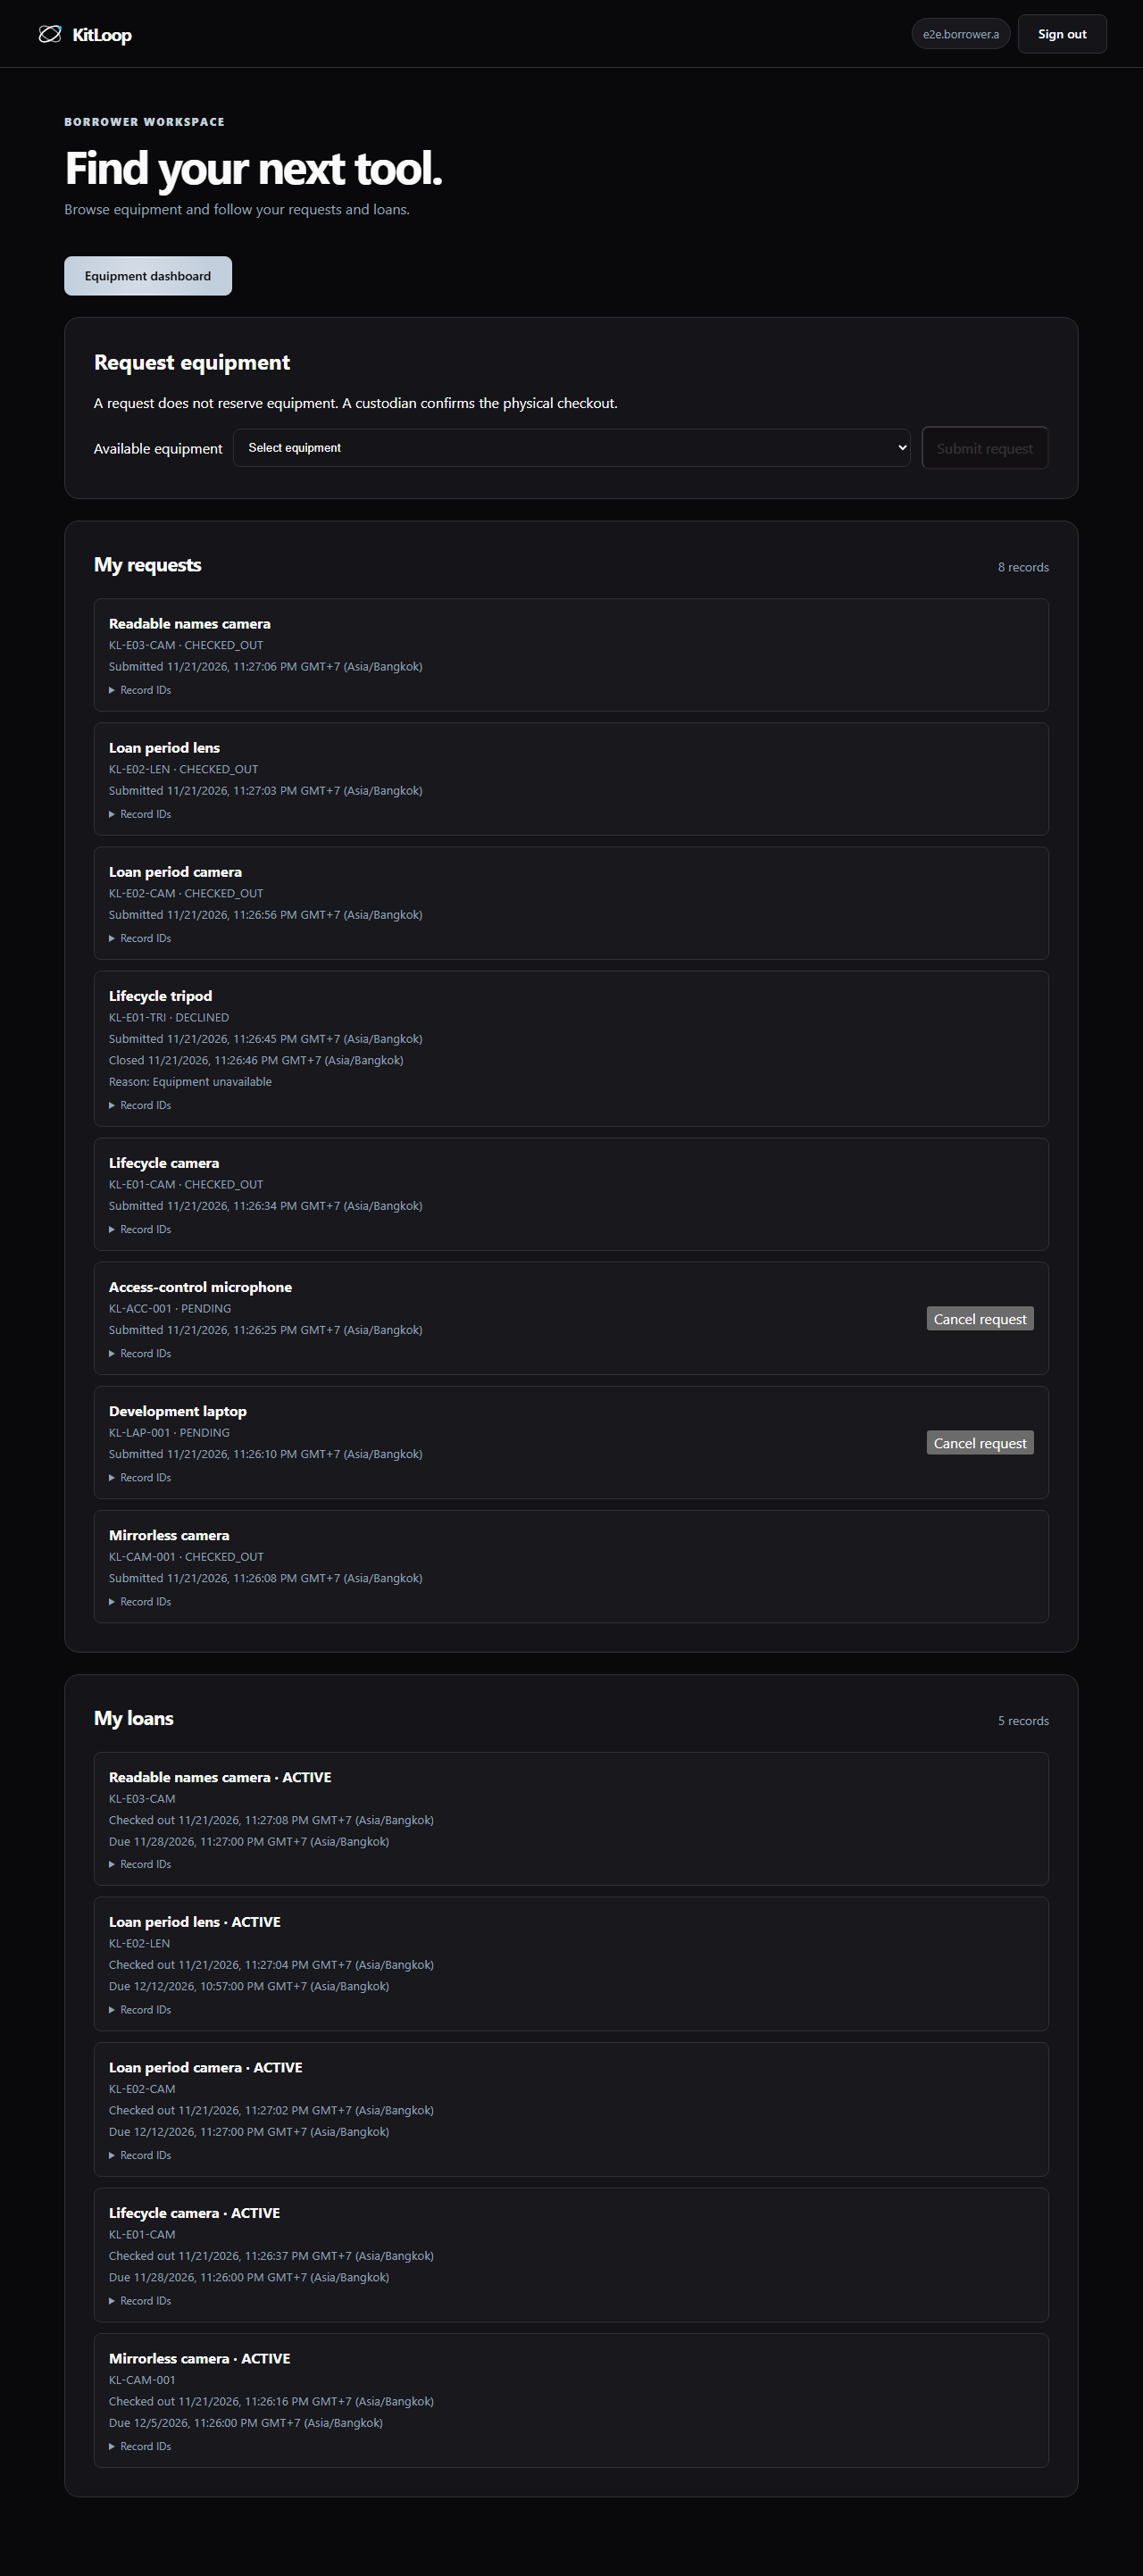 KitLoop
e2e.borrower.a
Sign out
BORROWER WORKSPACE
Find your next tool.
Browse equipment and follow your requests and loans.
Equipment dashboard
Request equipment
A request does not reserve equipment. A custodian confirms the physical checkout.
Available equipment
Select equipment
Submit request
My requests
8 records
Readable names camera
KL-E03-CAM · CHECKED_OUT
Submitted 11/21/2026, 11:27:06 PM GMT+7 (Asia/Bangkok)
Record IDs
Loan period lens
KL-E02-LEN · CHECKED_OUT
Submitted 11/21/2026, 11:27:03 PM GMT+7 (Asia/Bangkok)
Record IDs
Loan period camera
KL-E02-CAM · CHECKED_OUT
Submitted 11/21/2026, 11:26:56 PM GMT+7 (Asia/Bangkok)
Record IDs
Lifecycle tripod
KL-E01-TRI · DECLINED
Submitted 11/21/2026, 11:26:45 PM GMT+7 (Asia/Bangkok)
Closed 11/21/2026, 11:26:46 PM GMT+7 (Asia/Bangkok)
Reason: Equipment unavailable
Record IDs
Lifecycle camera
KL-E01-CAM · CHECKED_OUT
Submitted 11/21/2026, 11:26:34 PM GMT+7 (Asia/Bangkok)
Record IDs
Access-control microphone
KL-ACC-001 · PENDING
Submitted 11/21/2026, 11:26:25 PM GMT+7 (Asia/Bangkok)
Record IDs
Cancel request
Development laptop
KL-LAP-001 · PENDING
Submitted 11/21/2026, 11:26:10 PM GMT+7 (Asia/Bangkok)
Record IDs
Cancel request
Mirrorless camera
KL-CAM-001 · CHECKED_OUT
Submitted 11/21/2026, 11:26:08 PM GMT+7 (Asia/Bangkok)
Record IDs
My loans
5 records
Readable names camera · ACTIVE
KL-E03-CAM
Checked out 11/21/2026, 11:27:08 PM GMT+7 (Asia/Bangkok)
Due 11/28/2026, 11:27:00 PM GMT+7 (Asia/Bangkok)
Record IDs
Loan period lens · ACTIVE
KL-E02-LEN
Checked out 11/21/2026, 11:27:04 PM GMT+7 (Asia/Bangkok)
Due 12/12/2026, 10:57:00 PM GMT+7 (Asia/Bangkok)
Record IDs
Loan period camera · ACTIVE
KL-E02-CAM
Checked out 11/21/2026, 11:27:02 PM GMT+7 (Asia/Bangkok)
Due 12/12/2026, 11:27:00 PM GMT+7 (Asia/Bangkok)
Record IDs
Lifecycle camera · ACTIVE
KL-E01-CAM
Checked out 11/21/2026, 11:26:37 PM GMT+7 (Asia/Bangkok)
Due 11/28/2026, 11:26:00 PM GMT+7 (Asia/Bangkok)
Record IDs
Mirrorless camera · ACTIVE
KL-CAM-001
Checked out 11/21/2026, 11:26:16 PM GMT+7 (Asia/Bangkok)
Due 12/5/2026, 11:26:00 PM GMT+7 (Asia/Bangkok)
Record IDs